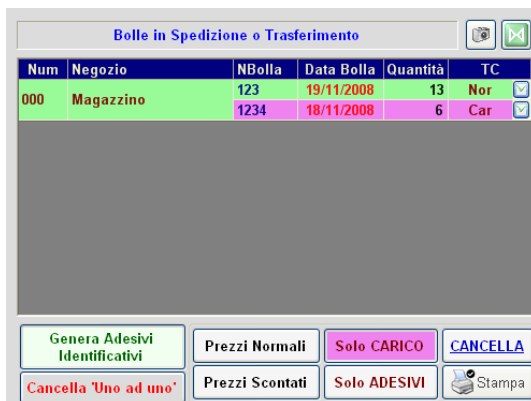 Bolle in Spedizione o Trasferimento
Num Negozio NBolla Data Bolla Quantità TC
000 Magazzino 123 19/11/2008 13 Nor
1234 18/11/2008 6 Car
Genera Adesivi
Identificativi
Prezzi Normali Solo CARICO CANCELLA
Cancella 'Uno ad uno' Prezzi Scontati Solo ADESIVI Stampa